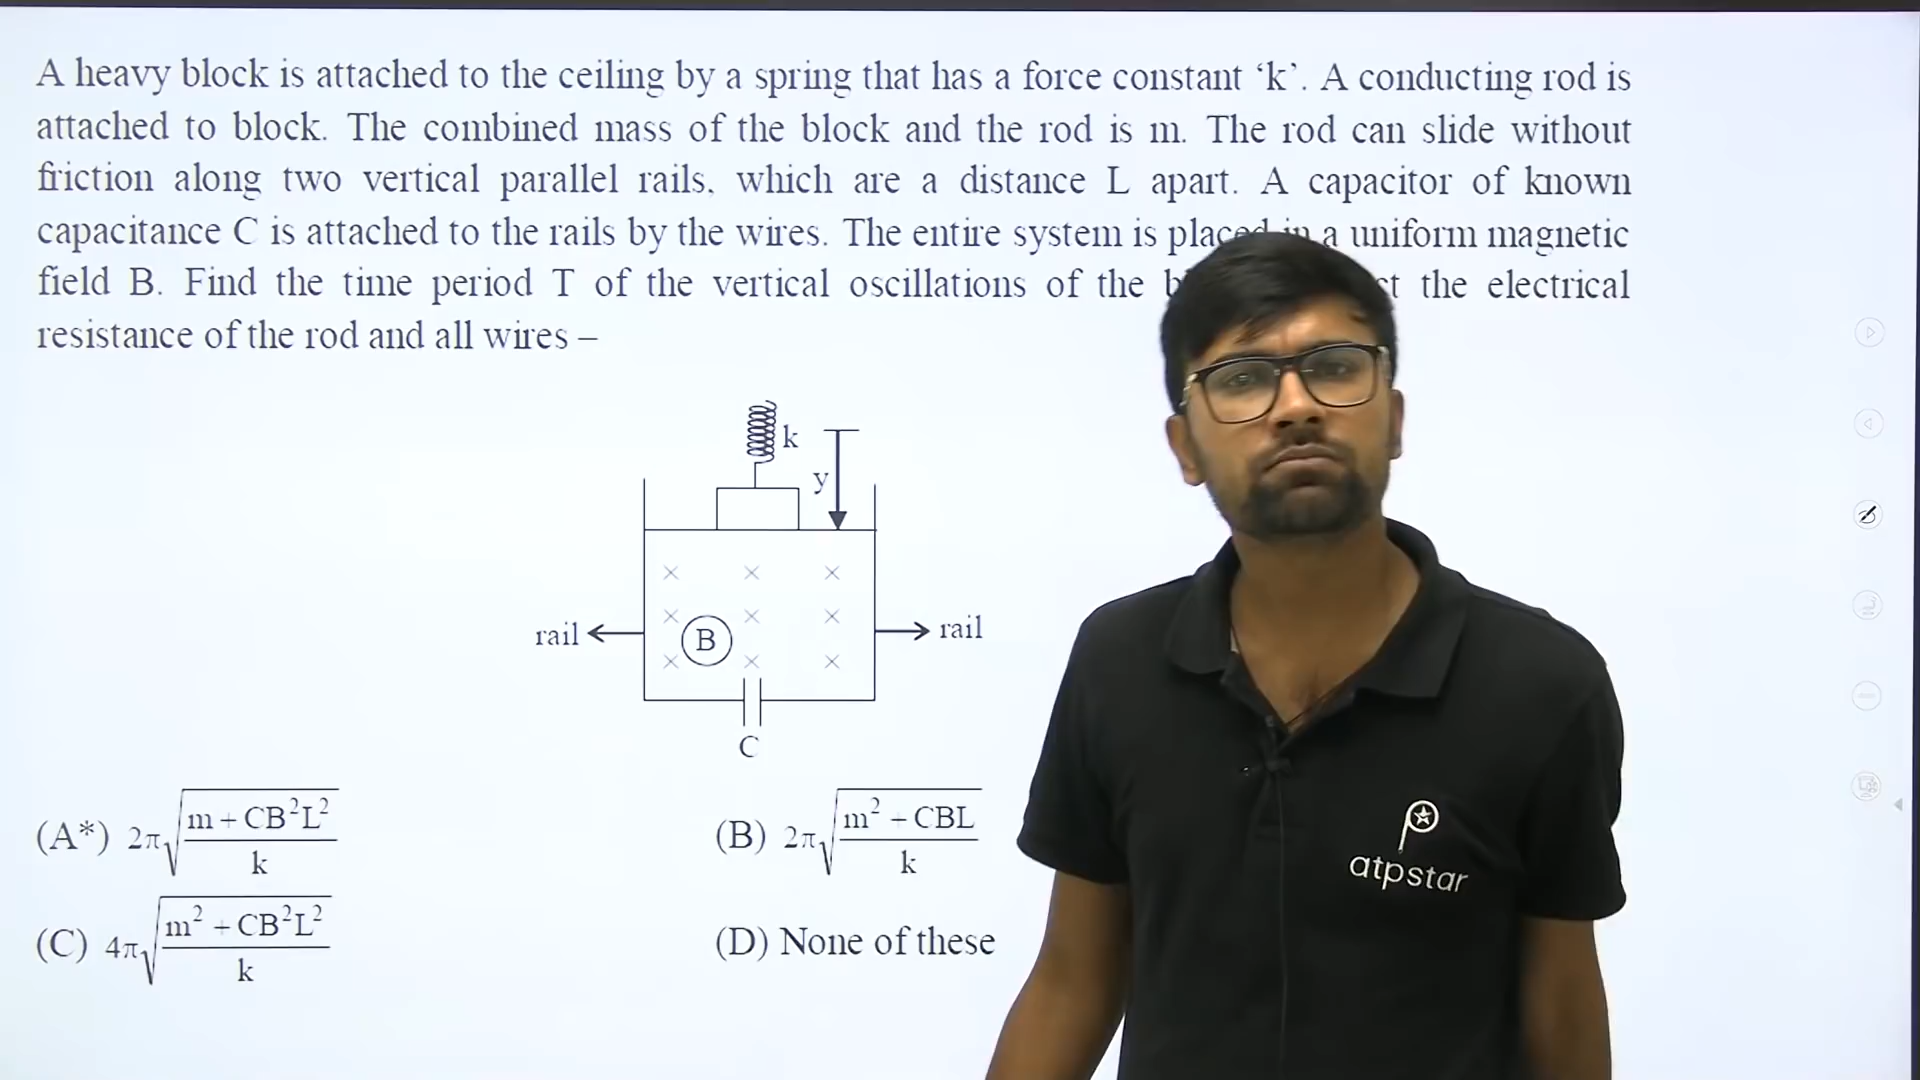 A heavy block is attached to the ceiling by a spring that has a force constant ‘k’. A conducting rod is
attached to block. The combined mass of the block and the rod is m. The rod can slide without
friction along two vertical parallel rails, which are a distance L apart. A capacitor of known
capacitance C is attached to the rails by the wires. The entire system is placed in a uniform magnetic
field B. Find the time period T of the vertical oscillations of the the electrical
resistance of the rod and all wires –
k
y
rail B rail
C
(A*) 2π√((m + CB²L²)/k)
(B) 2π√((m² + CBL)/k)
(C) 4π√((m² + CB²L²)/k)
(D) None of these
atpstar